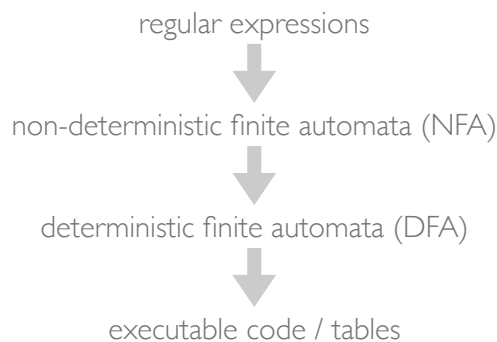 regular expressions
non-deterministic finite automata (NFA)
deterministic finite automata (DFA)
executable code / tables